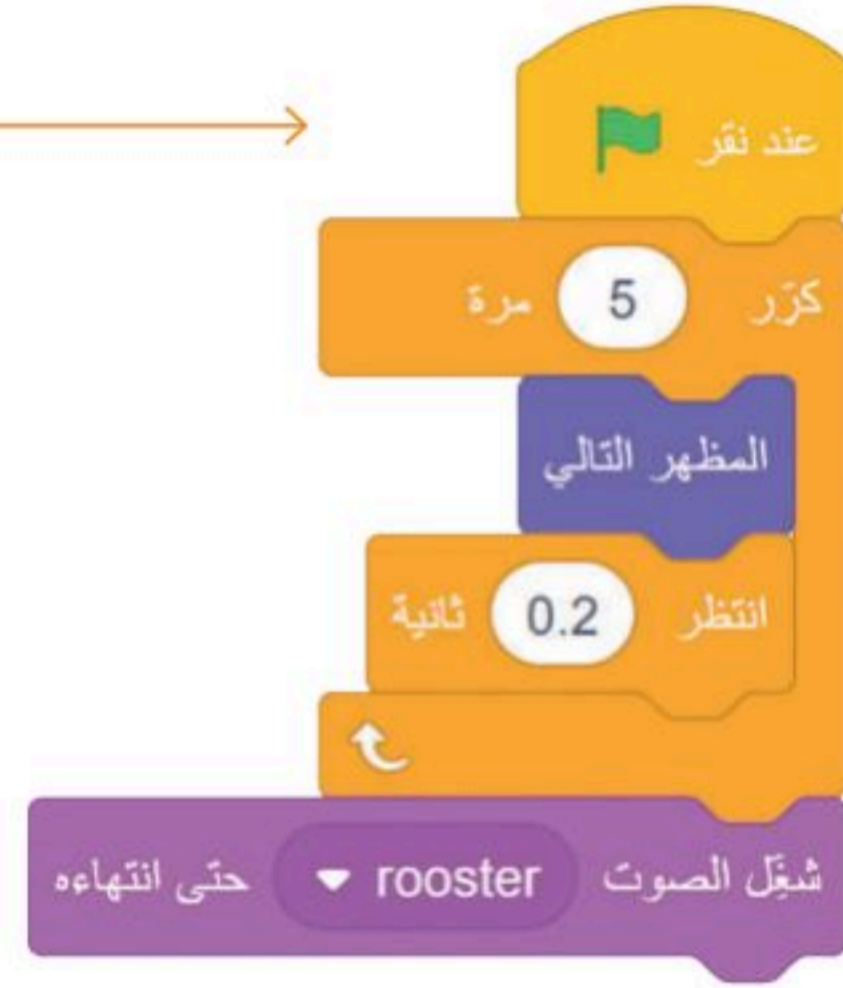 عند نقر
كرّر 5 مرة
المظهر التالي
انتظر 0.2 ثانية
شغّل الصوت rooster حتى انتهاءه